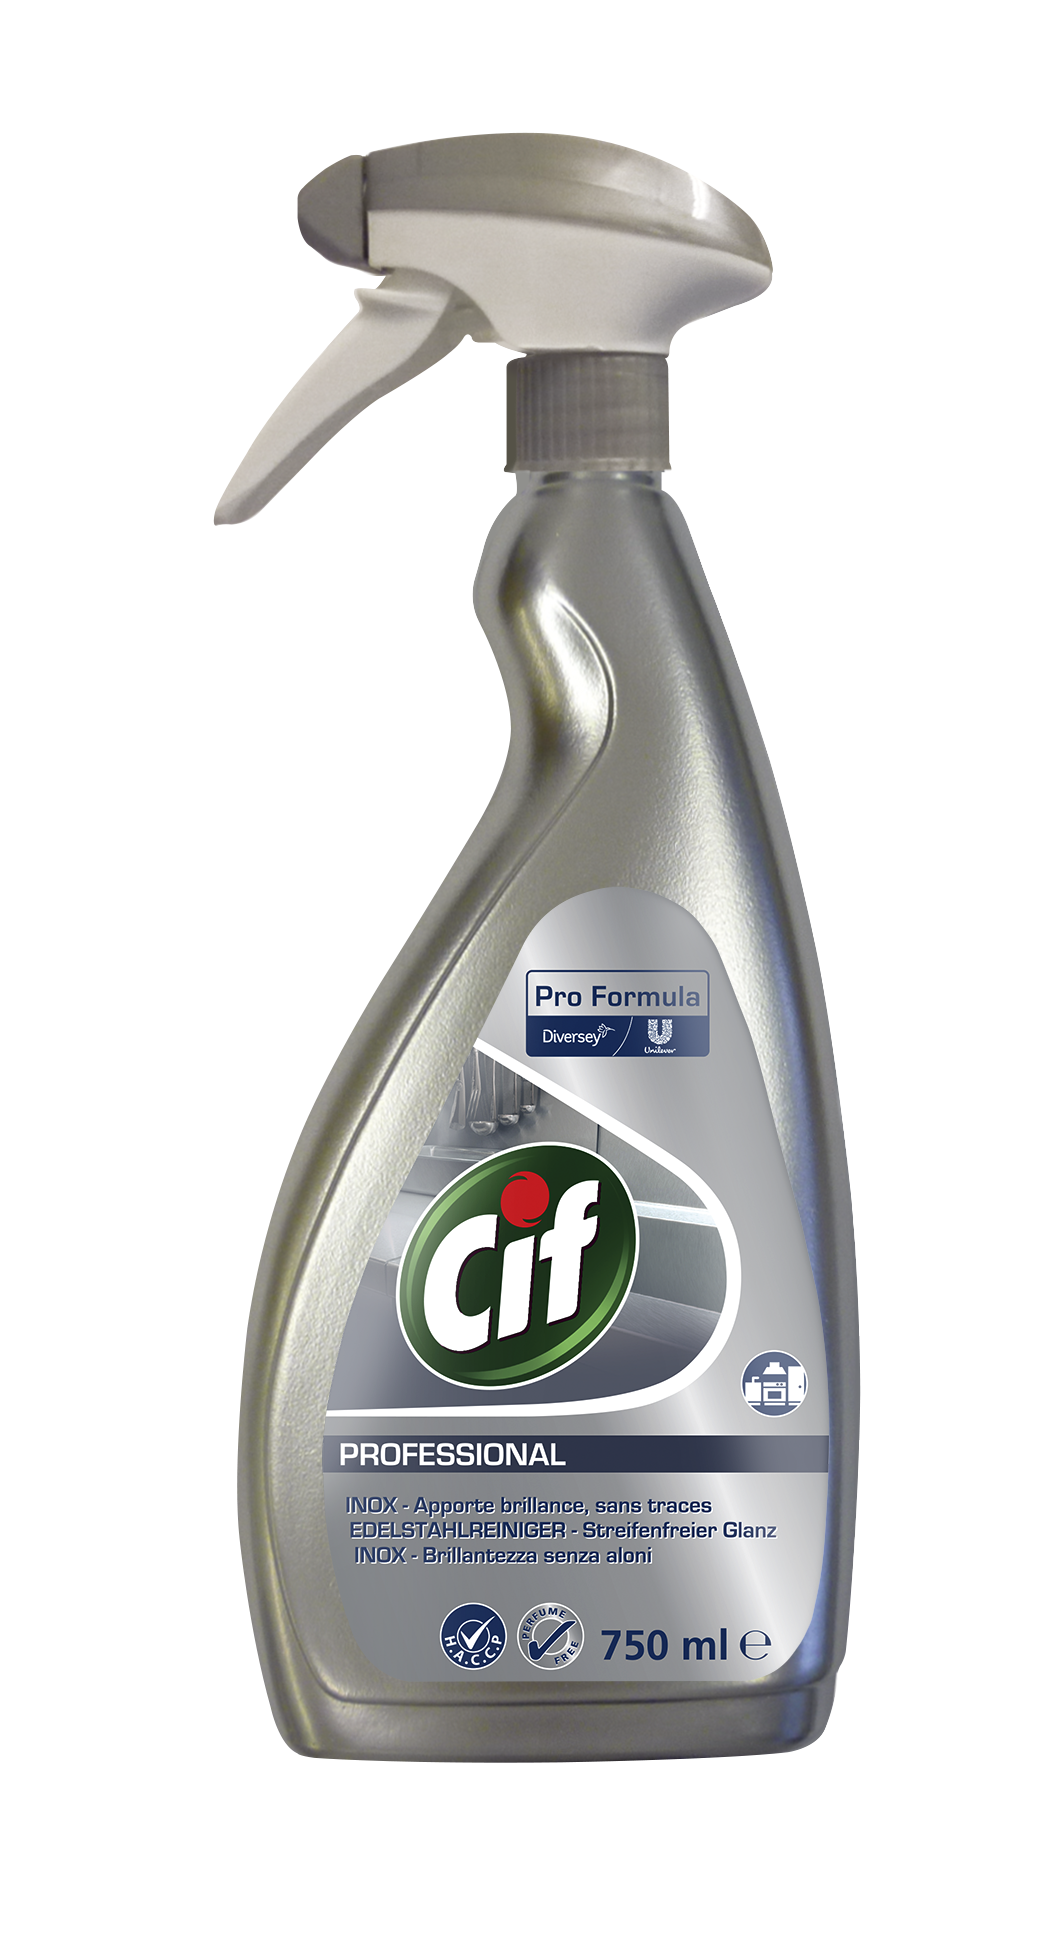 Pro Formula
Diversey
Unilever
Cif
PROFESSIONAL
INOX - Apporte brillance, sans traces
EDELSTAHLREINIGER - Streifenfreier Glanz
INOX - Brillantezza senza aloni
H.A.C.C.P
PERFUME FREE
750 ml ℮